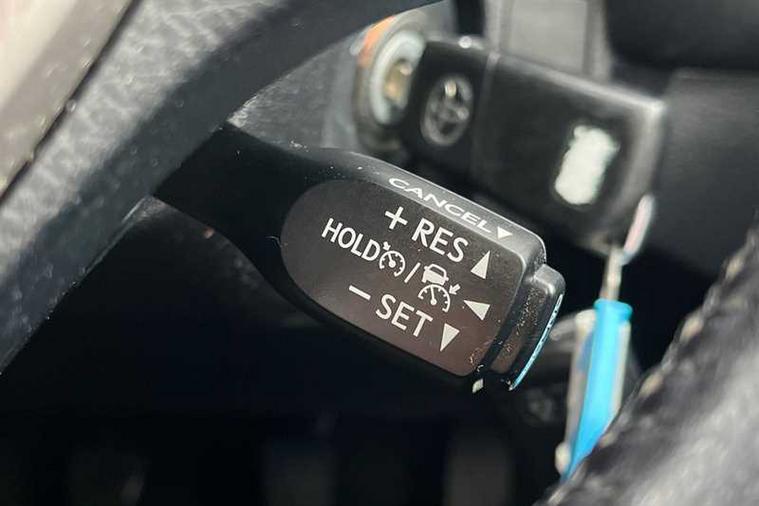 CANCEL▼
+ RES ▲
HOLD /
− SET ▼